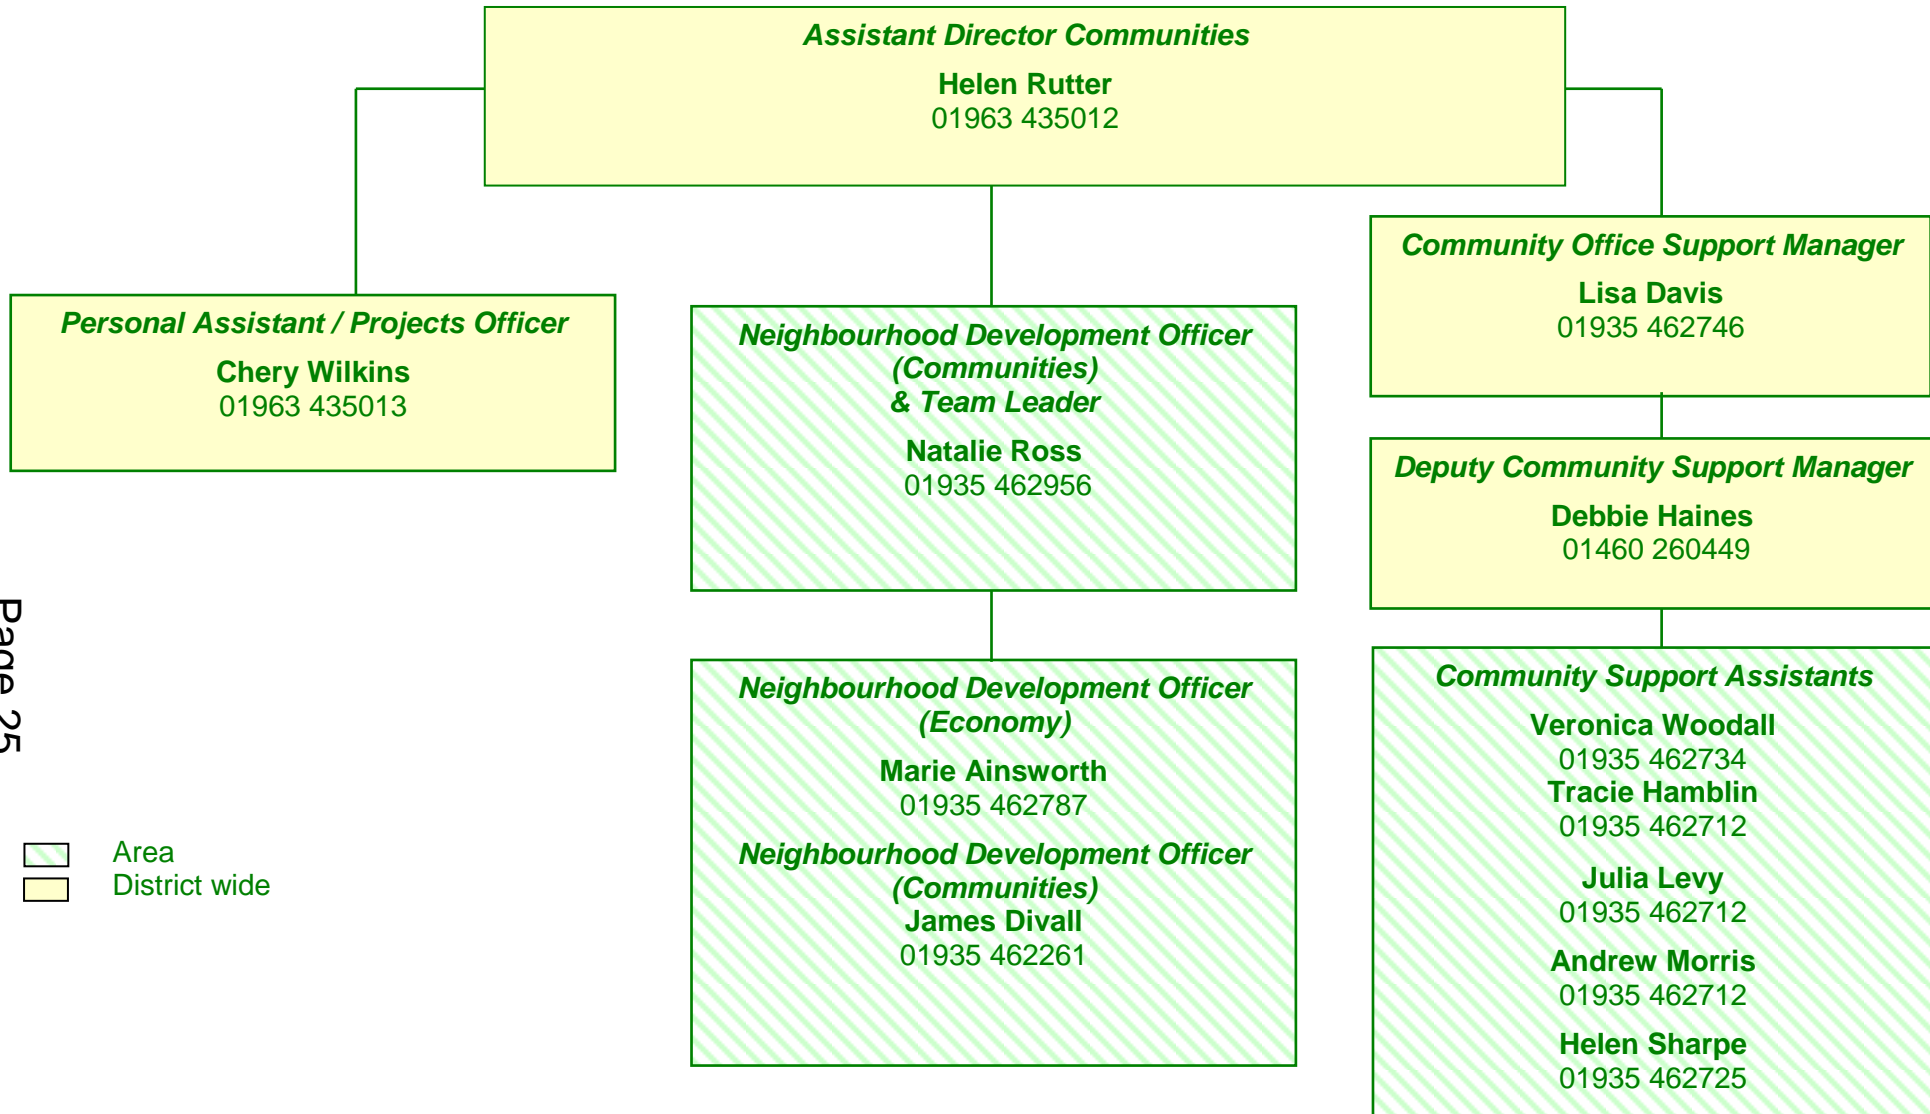 Assistant Director Communities
Helen Rutter
01963 435012
Personal Assistant / Projects Officer
Chery Wilkins
01963 435013
Neighbourhood Development Officer
(Communities)
& Team Leader
Natalie Ross
01935 462956
Neighbourhood Development Officer
(Economy)
Marie Ainsworth
01935 462787
Neighbourhood Development Officer
(Communities)
James Divall
01935 462261
Community Office Support Manager
Lisa Davis
01935 462746
Deputy Community Support Manager
Debbie Haines
01460 260449
Community Support Assistants
Veronica Woodall
01935 462734
Tracie Hamblin
01935 462712
Julia Levy
01935 462712
Andrew Morris
01935 462712
Helen Sharpe
01935 462725
Area
District wide
Page 25